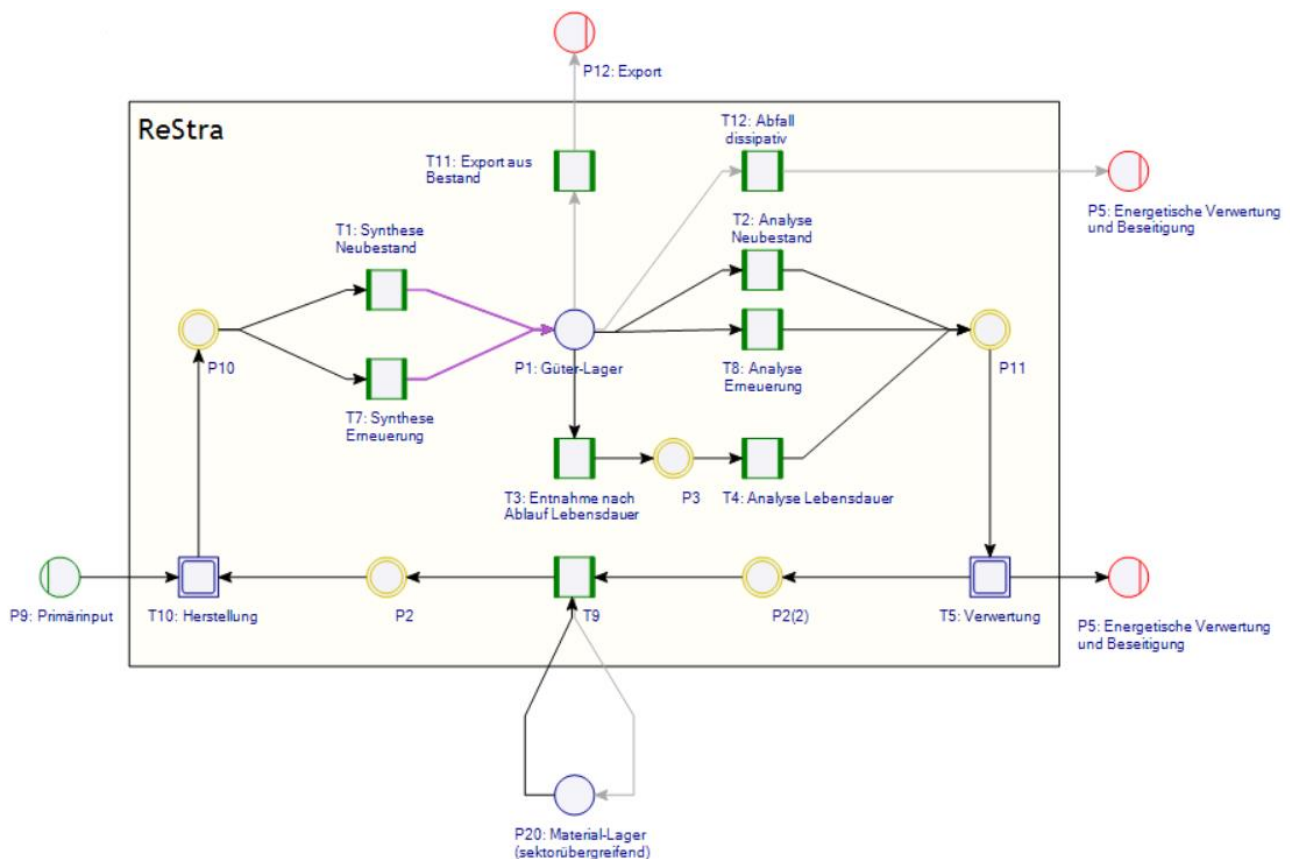 P12: Export
ReStra
T12: Abfall
dissipativ
T11: Export aus
Bestand
P5: Energetische Verwertung
und Beseitigung
T1: Synthese
Neubestand
T2: Analyse
Neubestand
P10
P1: Güter-Lager
T8: Analyse
Erneuerung
P11
T7: Synthese
Erneuerung
T3: Entnahme nach
Ablauf Lebensdauer
P3
T4: Analyse Lebensdauer
P9: Primärinput
T10: Herstellung
P2
T9
P2(2)
T5: Verwertung
P5: Energetische Verwertung
und Beseitigung
P20: Material-Lager
(sektorübergreifend)